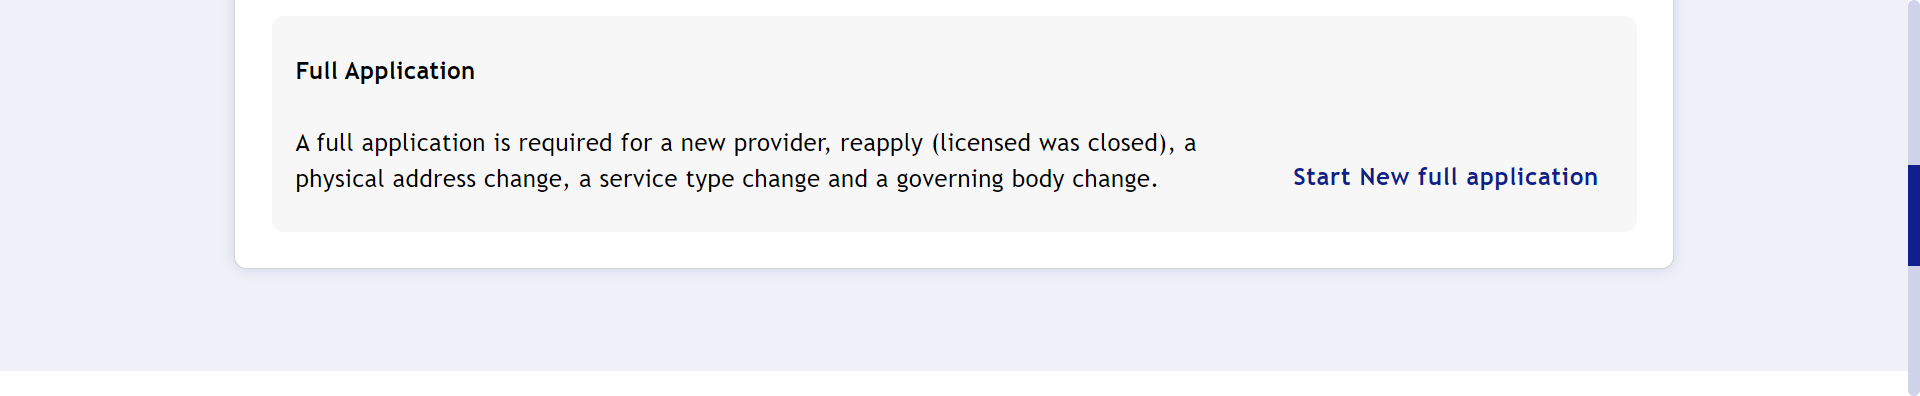 Full Application
A full application is required for a new provider, reapply (licensed was closed), a
physical address change, a service type change and a governing body change.
Start New full application